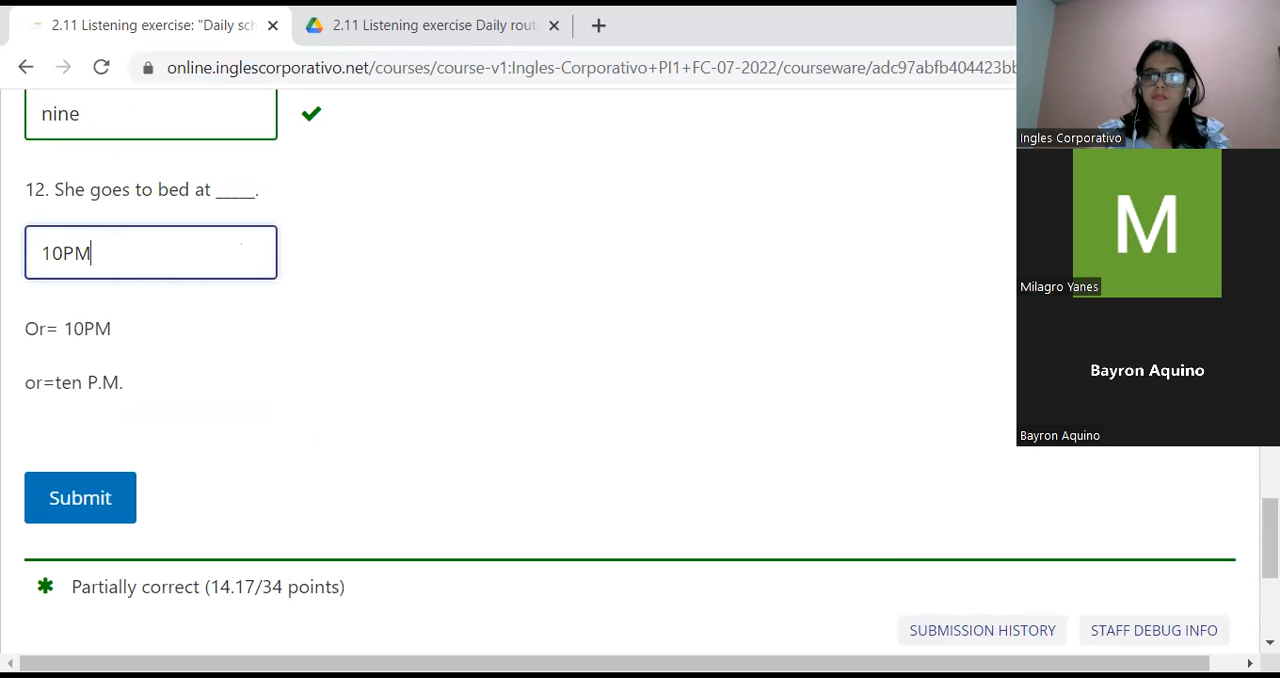 2.11 Listening exercise: "Daily sch
2.11 Listening exercise Daily rout
online.inglescorporativo.net/courses/course-v1:Ingles-Corporativo+PI1+FC-07-2022/courseware/adc97abfb404423bb
nine
12. She goes to bed at _____.
10PM
Or= 10PM
or=ten P.M.
Submit
Partially correct (14.17/34 points)
SUBMISSION HISTORY
STAFF DEBUG INFO
Ingles Corporativo
M
Milagro Yanes
Bayron Aquino
Bayron Aquino